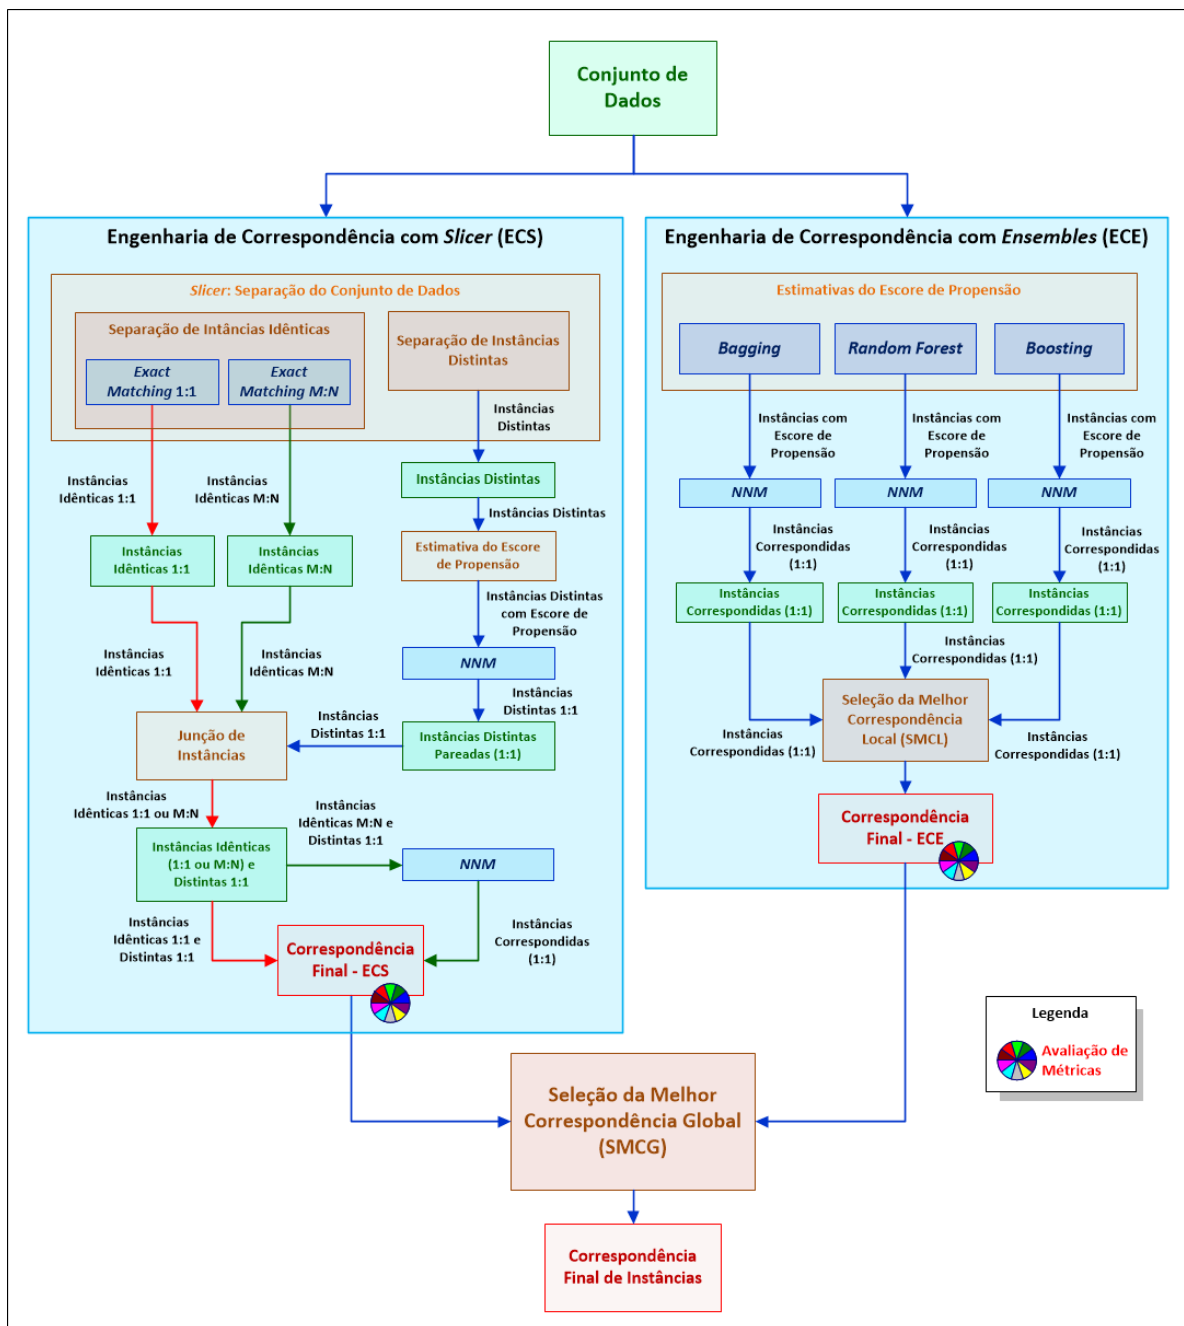 Conjunto de
Dados
Engenharia de Correspondência com Slicer (ECS)
Slicer: Separação do Conjunto de Dados
Separação de Intâncias Idênticas
Exact
Matching 1:1
Exact
Matching M:N
Separação de Instâncias
Distintas
Instâncias
Distintas
Instâncias
Idênticas 1:1
Instâncias
Idênticas M:N
Instâncias Distintas
Instâncias Distintas
Instâncias
Idênticas 1:1
Instâncias
Idênticas M:N
Estimativa do Escore
de Propensão
Instâncias Distintas
com Escore de
Propensão
Instâncias
Idênticas 1:1
Instâncias
Idênticas M:N
NNM
Instâncias
Distintas 1:1
Junção de
Instâncias
Instâncias
Distintas 1:1
Instâncias Distintas
Pareadas (1:1)
Instâncias
Idênticas 1:1 ou M:N
Instâncias
Idênticas M:N e
Distintas 1:1
Instâncias Idênticas
(1:1 ou M:N) e
Distintas 1:1
NNM
Instâncias
Idênticas 1:1 e
Distintas 1:1
Instâncias
Correspondidas
(1:1)
Correspondência
Final - ECS
Engenharia de Correspondência com Ensembles (ECE)
Estimativas do Escore de Propensão
Bagging
Random Forest
Boosting
Instâncias com
Escore de
Propensão
Instâncias com
Escore de
Propensão
Instâncias com
Escore de
Propensão
NNM
NNM
NNM
Instâncias
Correspondidas
(1:1)
Instâncias
Correspondidas
(1:1)
Instâncias
Correspondidas
(1:1)
Instâncias
Correspondidas (1:1)
Instâncias
Correspondidas (1:1)
Instâncias
Correspondidas (1:1)
Instâncias
Correspondidas (1:1)
Seleção da Melhor
Correspondência
Local (SMCL)
Instâncias
Correspondidas (1:1)
Instâncias
Correspondidas (1:1)
Correspondência
Final - ECE
Legenda
Avaliação de
Métricas
Seleção da Melhor
Correspondência Global
(SMCG)
Correspondência
Final de Instâncias